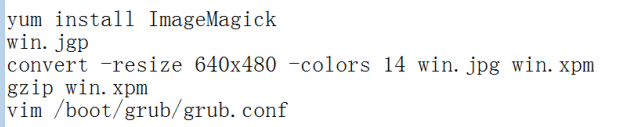 yum install ImageMagick
win.jgp
convert -resize 640x480 -colors 14 win.jpg win.xpm
gzip win.xpm
vim /boot/grub/grub.conf